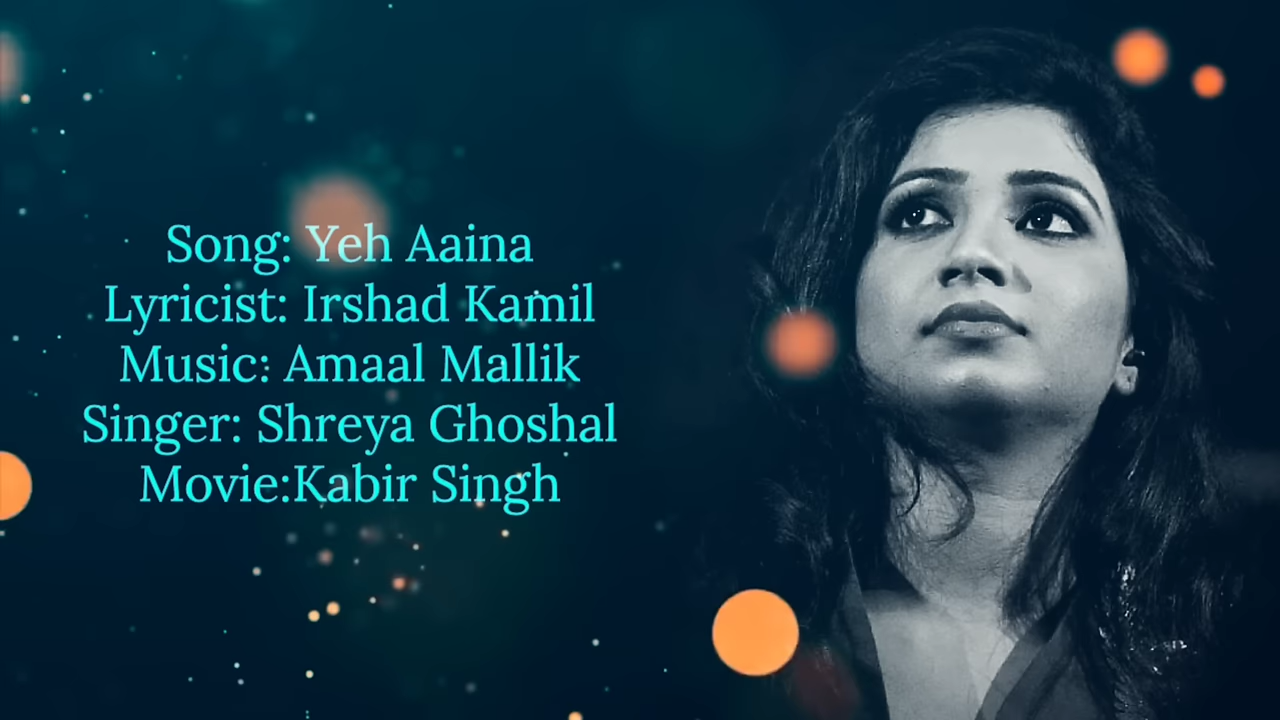 Song: Yeh Aaina
Lyricist: Irshad Kamil
Music: Amaal Mallik
Singer: Shreya Ghoshal
Movie:Kabir Singh